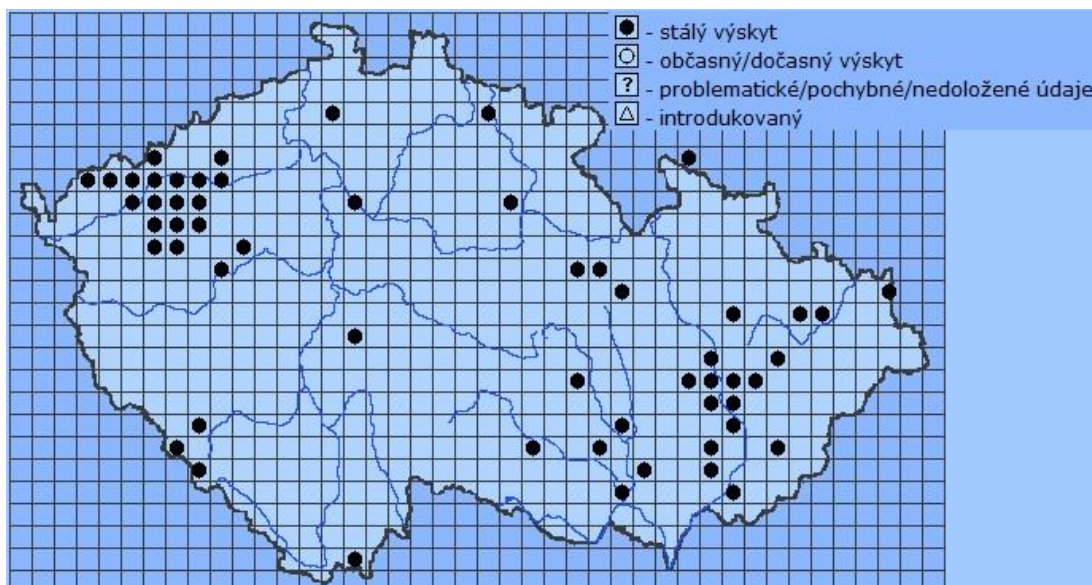 - stálý výskyt
- občasný/dočasný výskyt
? - problematické/pochybné/nedoložené údaje
- introdukovaný